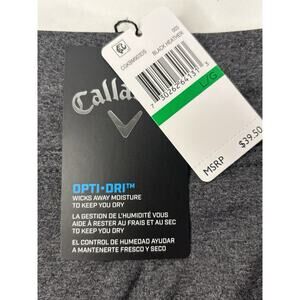 Calla
OPTI•DRI™
WICKS AWAY MOISTURE
TO KEEP YOU DRY
LA GESTION DE L'HUMIDITÉ VOUS
AIDE À RESTER AU FRAIS ET AU SEC
TO KEEP YOU DRY
EL CONTROL DE HUMEDAD AYUDAR
A MANTENERTE FRESCO Y SECO
003
BLACK HEATHER
L/G
MSRP
$39.50